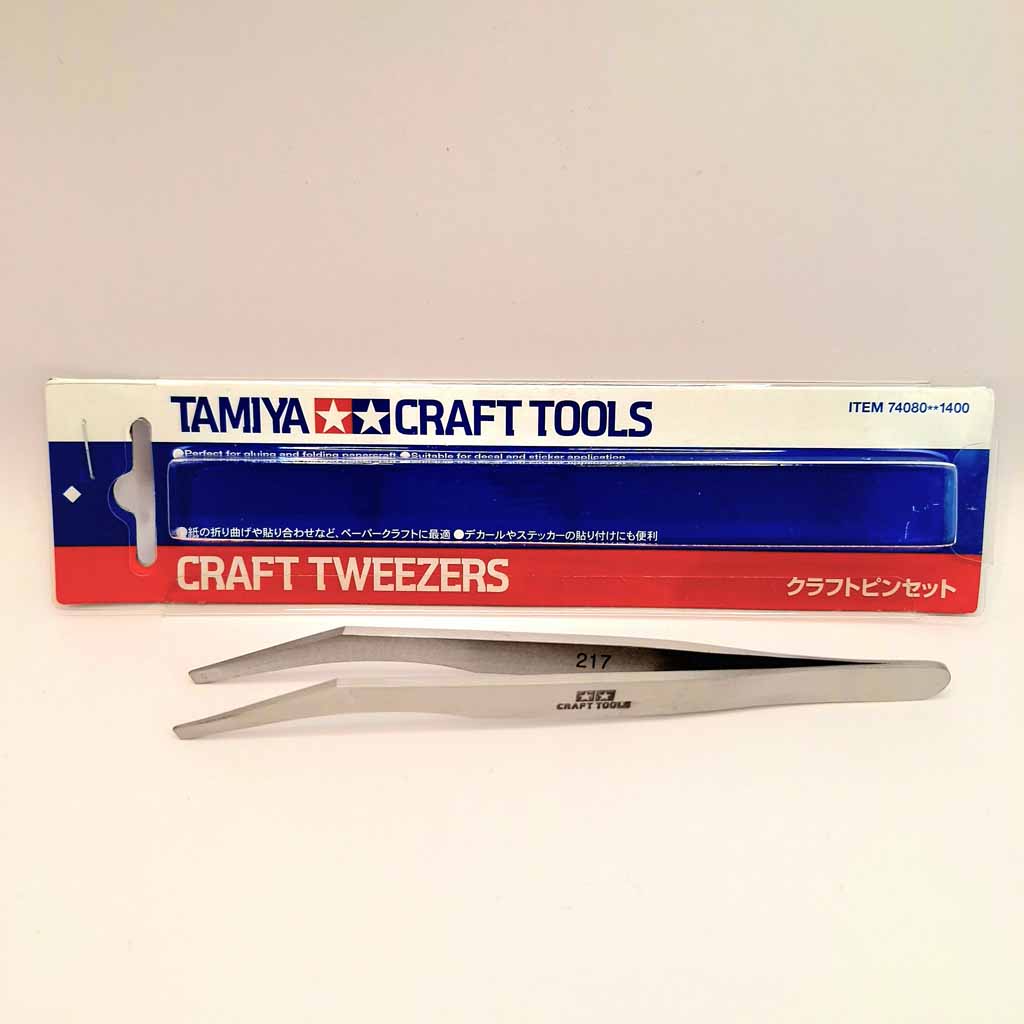 TAMIYA CRAFT TOOLS
ITEM 74080**1400
●Perfect for gluing and folding papercraft ●Suitable for decal and sticker application
●紙の折り曲げや貼り合わせなど、ペーパークラフトに最適 ●デカールやステッカーの貼り付けにも便利
CRAFT TWEEZERS
クラフトピンセット
217
CRAFT TOOLS